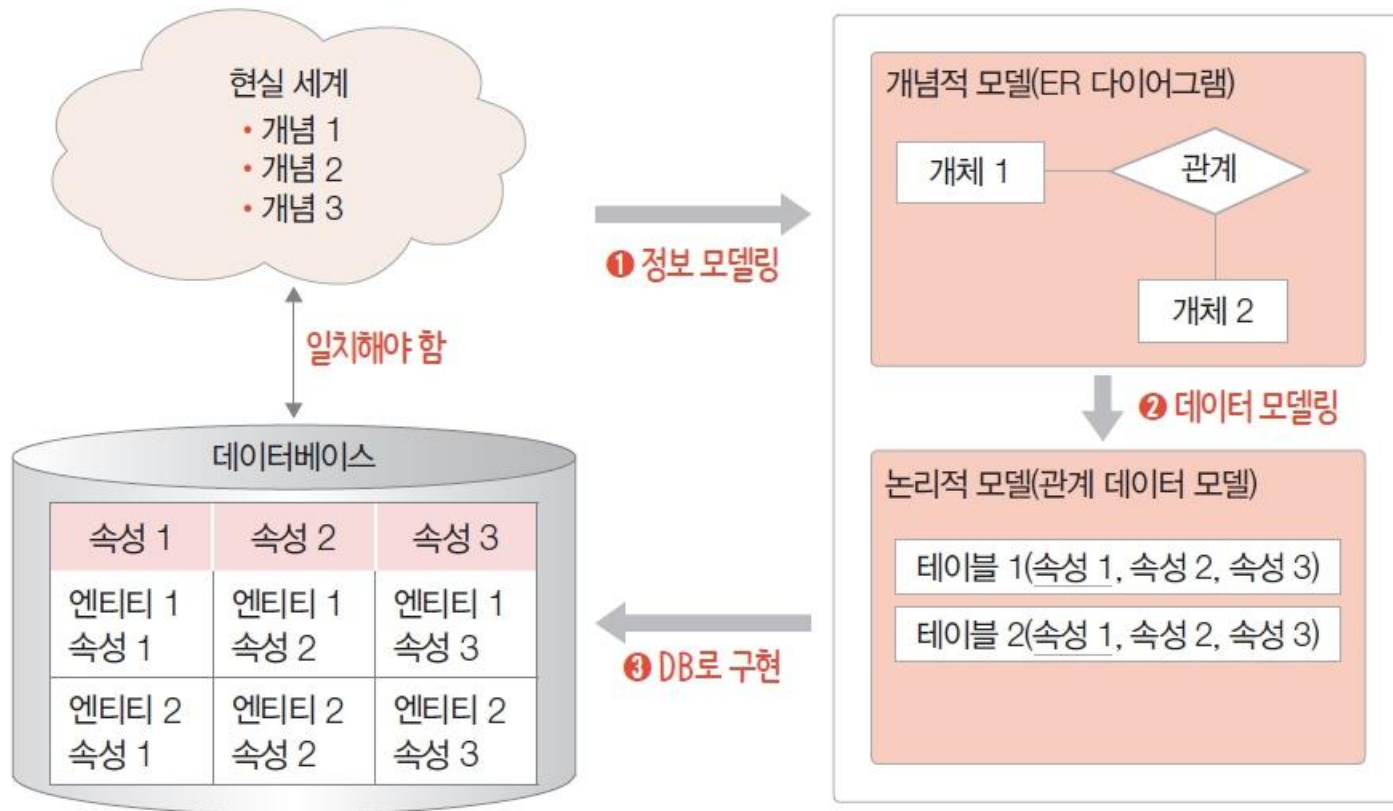 현실 세계
• 개념 1
• 개념 2
• 개념 3
❶ 정보 모델링
개념적 모델(ER 다이어그램)
개체 1
관계
개체 2
❷ 데이터 모델링
논리적 모델(관계 데이터 모델)
테이블 1(속성 1, 속성 2, 속성 3)
테이블 2(속성 1, 속성 2, 속성 3)
❸ DB로 구현
일치해야 함
데이터베이스
속성 1 속성 2 속성 3
엔티티 1 엔티티 1 엔티티 1
속성 1 속성 2 속성 3
엔티티 2 엔티티 2 엔티티 2
속성 1 속성 2 속성 3